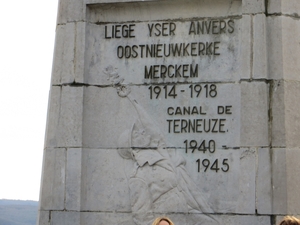 LIEGE YSER ANVERS
OOSTNIEUWKERKE
MERCKEM
1914-1918
CANAL DE
TERNEUZE.
1940-
1945